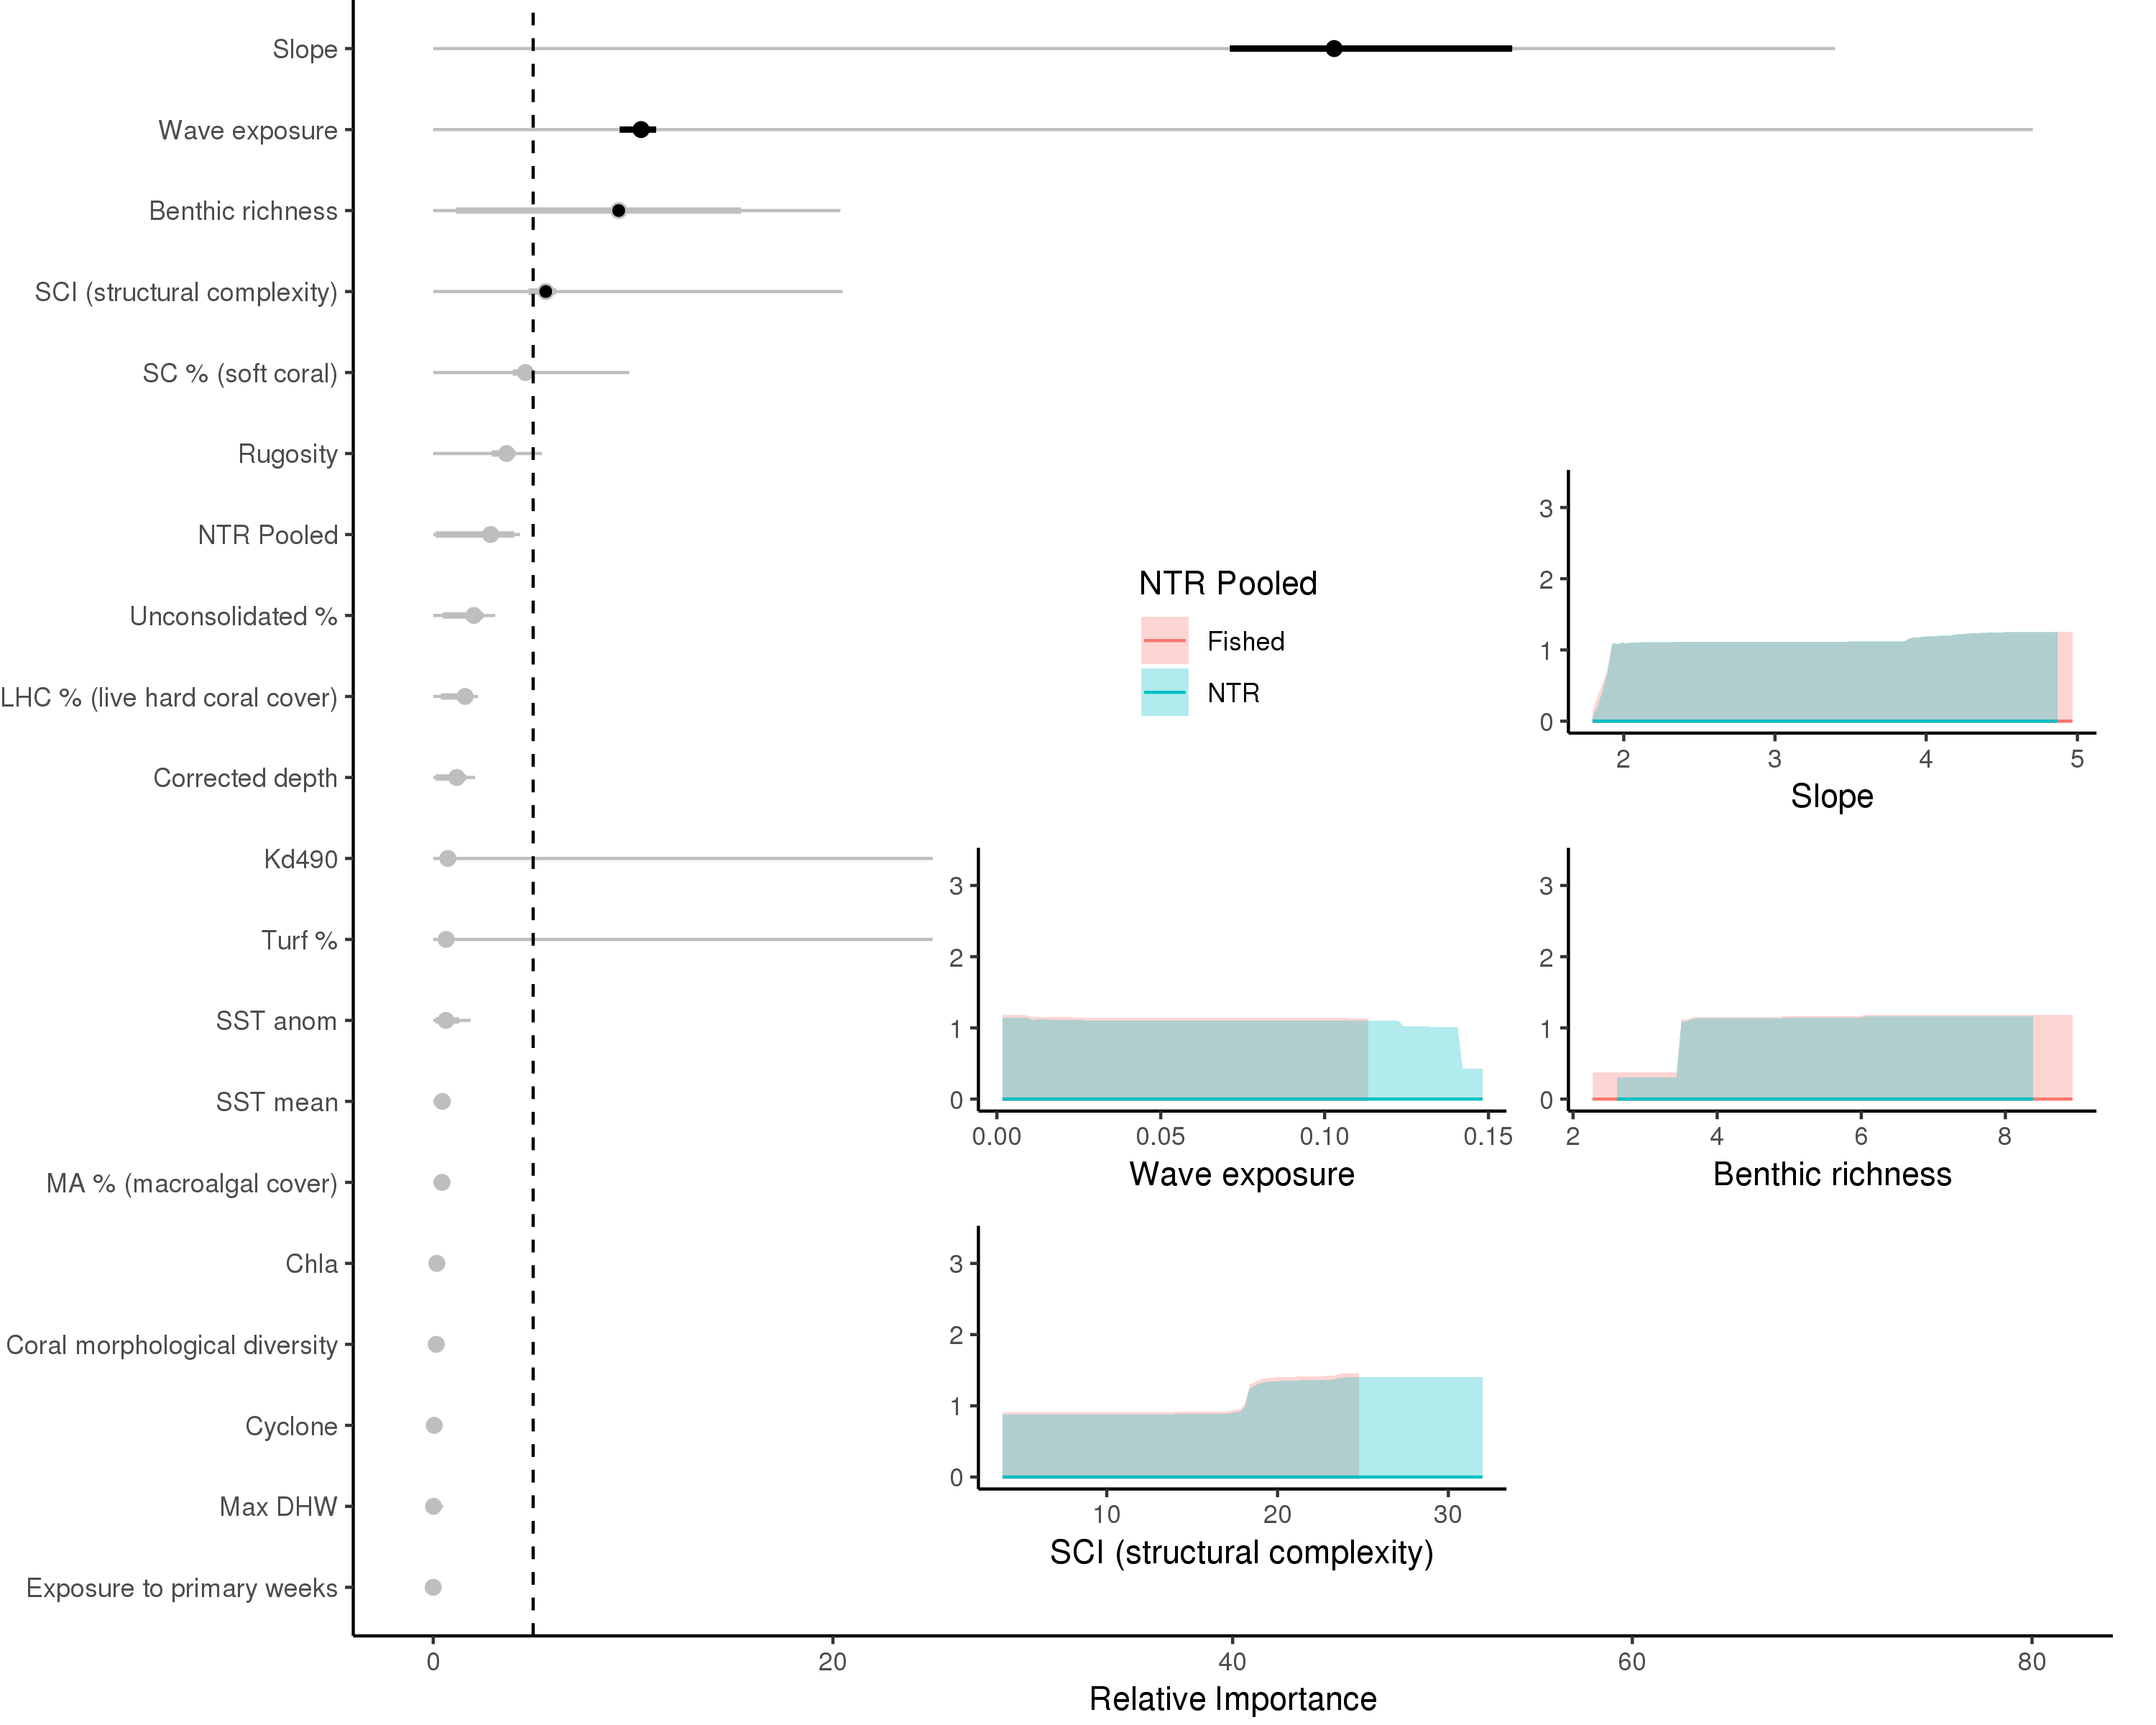 Slope
Wave exposure
Benthic richness
SCI (structural complexity)
SC % (soft coral)
Rugosity
NTR Pooled
Unconsolidated %
LHC % (live hard coral cover)
Corrected depth
Kd490
Turf %
SST anom
SST mean
MA % (macroalgal cover)
Chla
Coral morphological diversity
Cyclone
Max DHW
Exposure to primary weeks
0 20 40 60 80
Relative Importance
NTR Pooled
Fished
NTR
3
2
1
0
2 3 4 5
Slope
3
2
1
0
0.00 0.05 0.10 0.15
Wave exposure
3
2
1
0
2 4 6 8
Benthic richness
3
2
1
0
10 20 30
SCI (structural complexity)